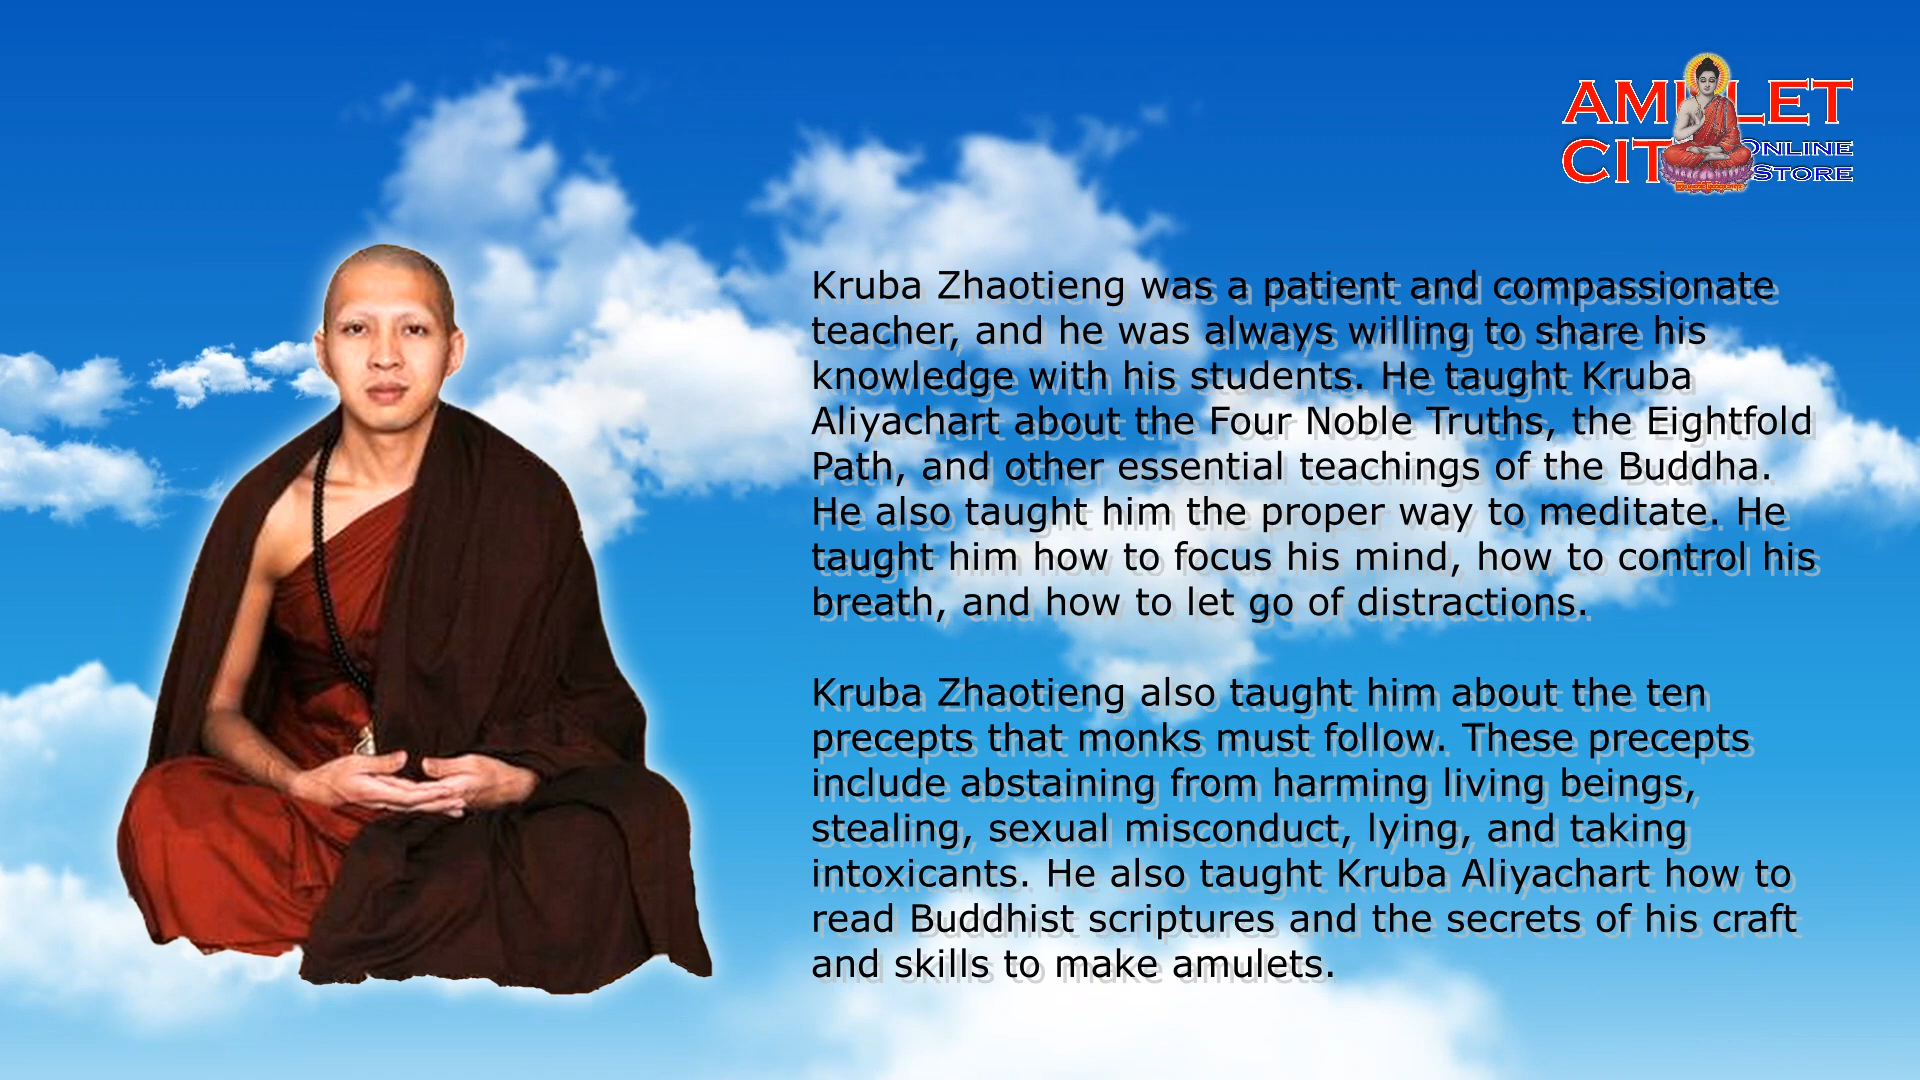 AMULET
CITY ONLINE
STORE
Kruba Zhaotieng was a patient and compassionate
teacher, and he was always willing to share his
knowledge with his students. He taught Kruba
Aliyachart about the Four Noble Truths, the Eightfold
Path, and other essential teachings of the Buddha.
He also taught him the proper way to meditate. He
taught him how to focus his mind, how to control his
breath, and how to let go of distractions.
Kruba Zhaotieng also taught him about the ten
precepts that monks must follow. These precepts
include abstaining from harming living beings,
stealing, sexual misconduct, lying, and taking
intoxicants. He also taught Kruba Aliyachart how to
read Buddhist scriptures and the secrets of his craft
and skills to make amulets.